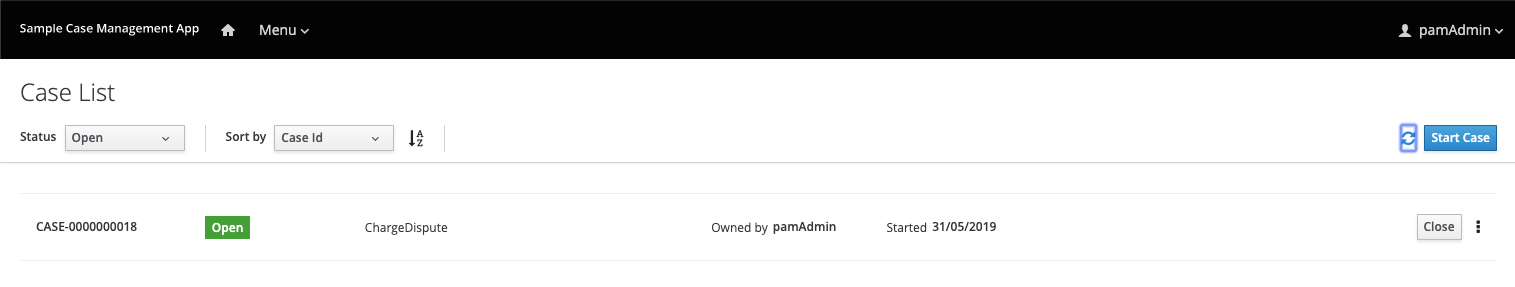 Sample Case Management App Menu pamAdmin
Case List
Status Open Sort by Case Id A Z Start Case
CASE-0000000018 Open ChargeDispute Owned by pamAdmin Started 31/05/2019 Close